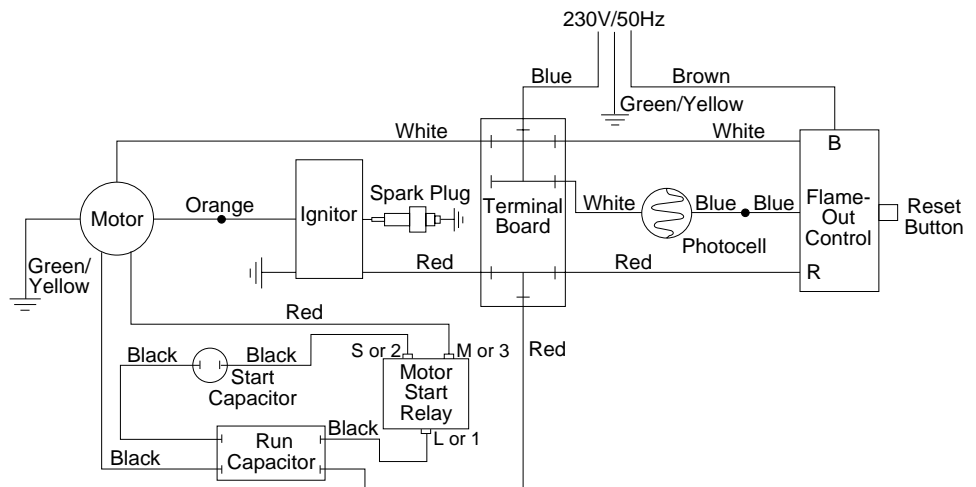 230V/50Hz
Blue
Brown
Green/Yellow
White
White
B
Motor
Orange
Ignitor
Spark Plug
Terminal
Board
White
Blue
Blue
Photocell
Flame-
Out
Control
Reset
Button
Green/
Yellow
Red
Red
R
Red
Black
Black
S or 2
M or 3
Red
Start
Capacitor
Motor
Start
Relay
L or 1
Black
Run
Capacitor
Black